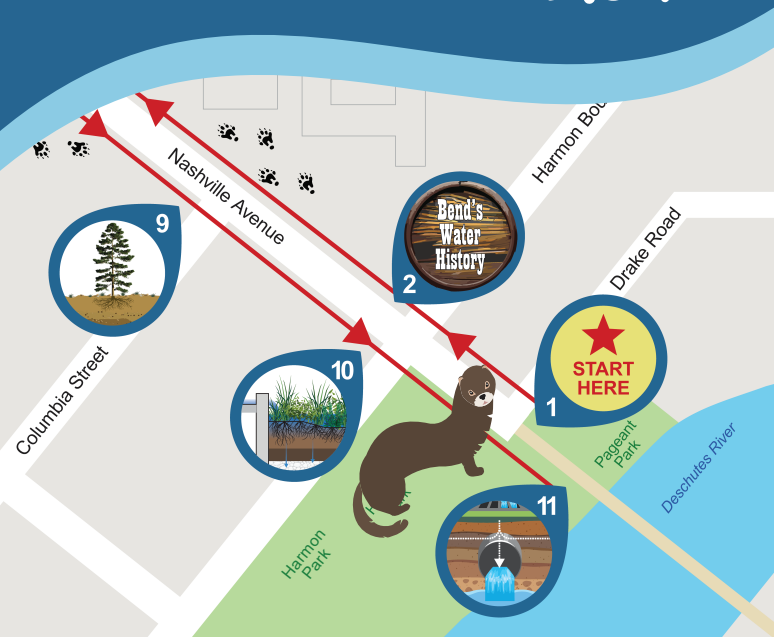 Harmon Bou
Nashville Avenue
Drake Road
9
Bend's
Water
History
2
START
HERE
1
10
Columbia Street
Pageant
Park
Deschutes River
11
Harmon
Park